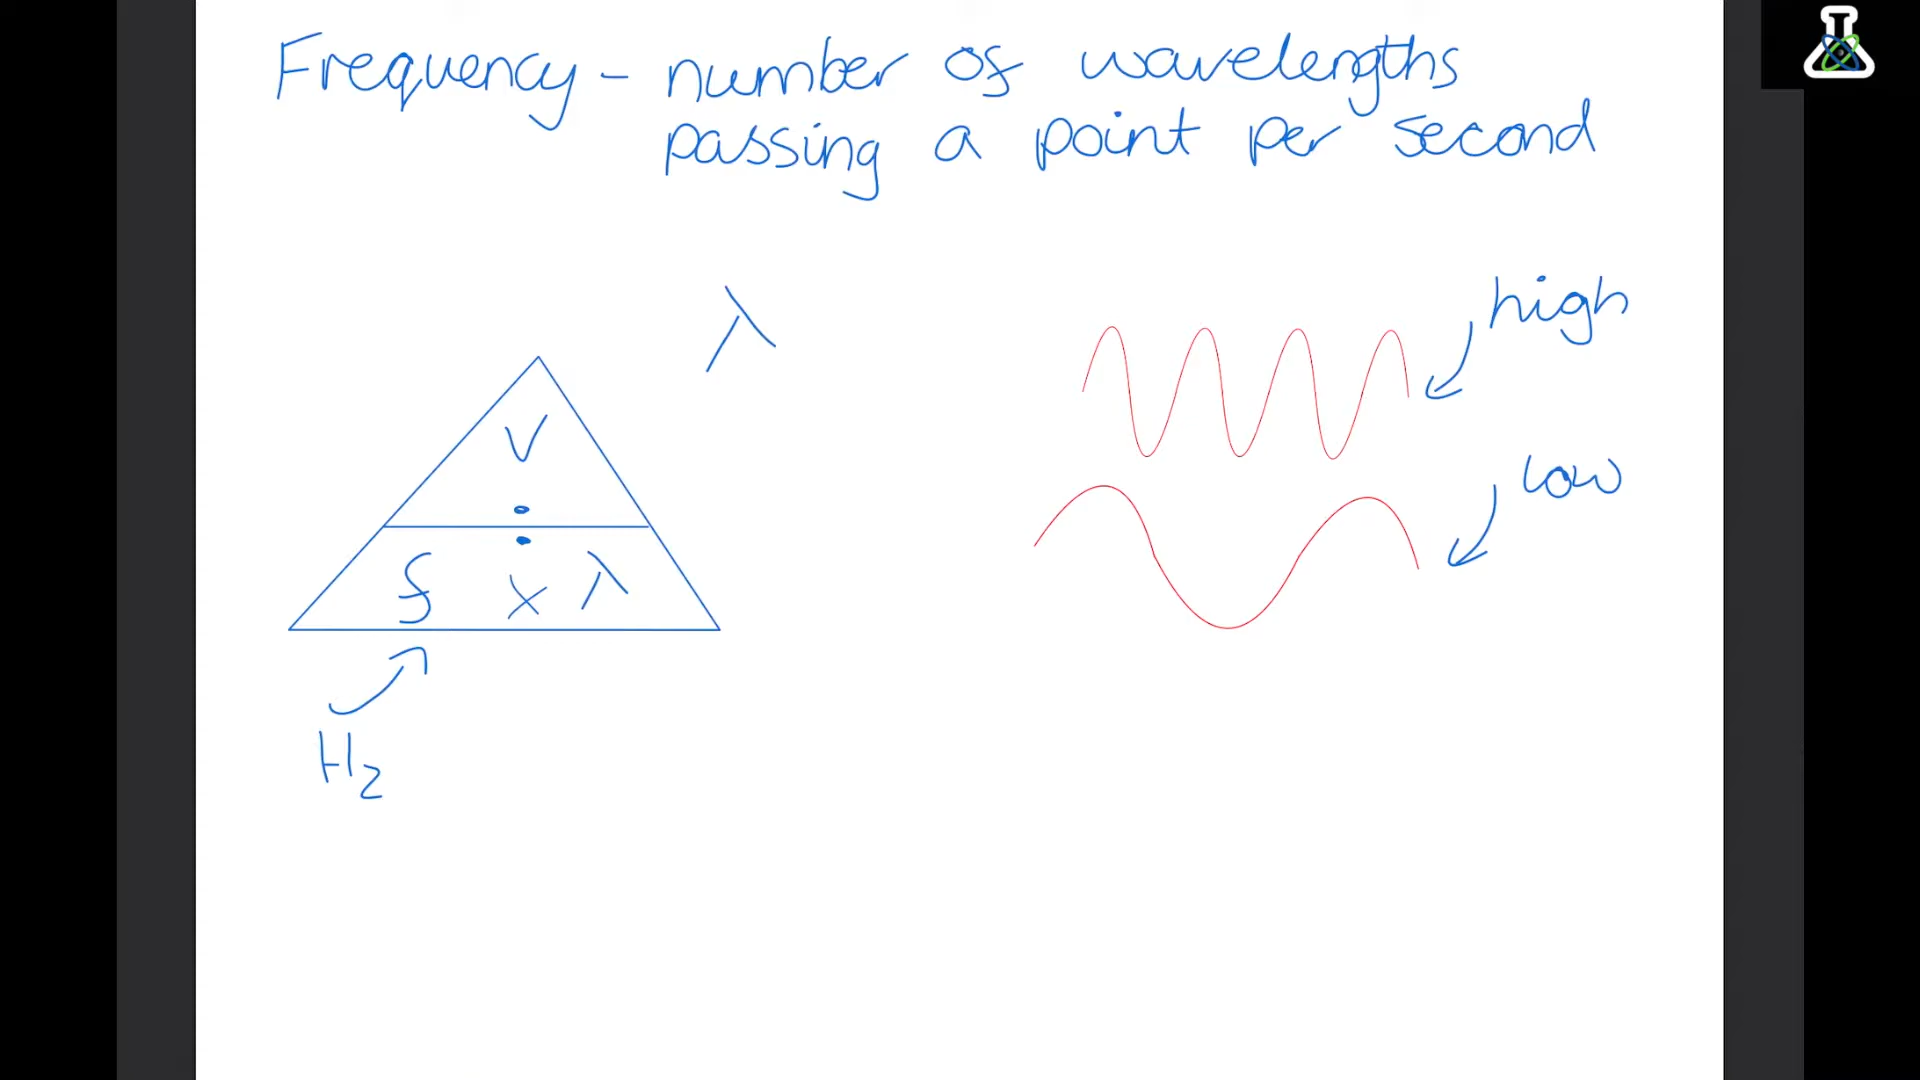 Frequency - number of wavelengths
passing a point per second
λ
high
V
low
f x λ
Hz